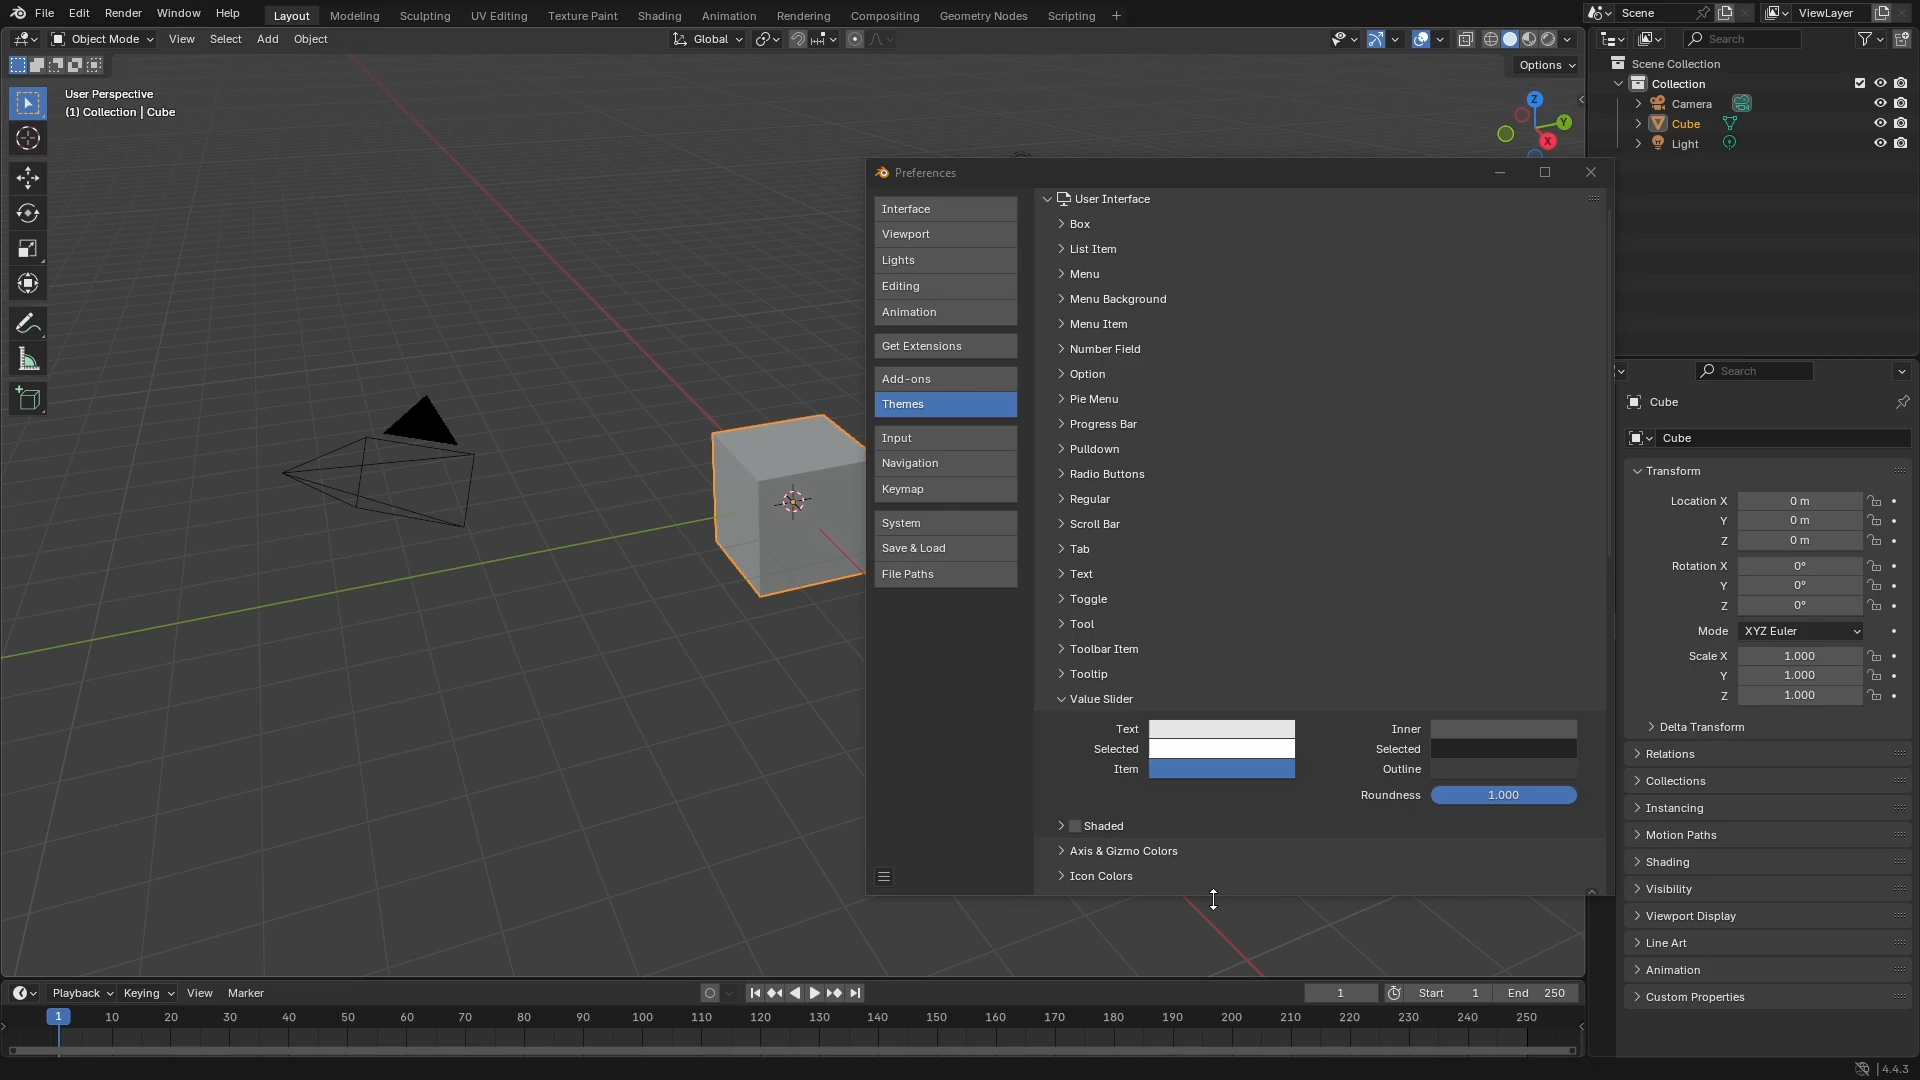 File Edit Render Window Help Layout Modeling Sculpting UV Editing Texture Paint Shading Animation Rendering Compositing Geometry Nodes Scripting + Scene ViewLayer
Object Mode View Select Add Object Global Search
Options
User Perspective
(1) Collection | Cube
Z
Y
X
Scene Collection
Collection
Camera
Cube
Light
Preferences
Interface
Viewport
Lights
Editing
Animation
Get Extensions
Add-ons
Themes
Input
Navigation
Keymap
System
Save & Load
File Paths
User Interface
Box
List Item
Menu
Menu Background
Menu Item
Number Field
Option
Pie Menu
Progress Bar
Pulldown
Radio Buttons
Regular
Scroll Bar
Tab
Text
Toggle
Tool
Toolbar Item
Tooltip
Value Slider
Text Inner
Selected Selected
Item Outline
Roundness 1.000
Shaded
Axis & Gizmo Colors
Icon Colors
Search
Cube
Cube
Transform
Location X 0 m
Y 0 m
Z 0 m
Rotation X 0°
Y 0°
Z 0°
Mode XYZ Euler
Scale X 1.000
Y 1.000
Z 1.000
Delta Transform
Relations
Collections
Instancing
Motion Paths
Shading
Visibility
Viewport Display
Line Art
Animation
Custom Properties
Playback Keying View Marker 1 Start 1 End 250
1 10 20 30 40 50 60 70 80 90 100 110 120 130 140 150 160 170 180 190 200 210 220 230 240 250
4.4.3